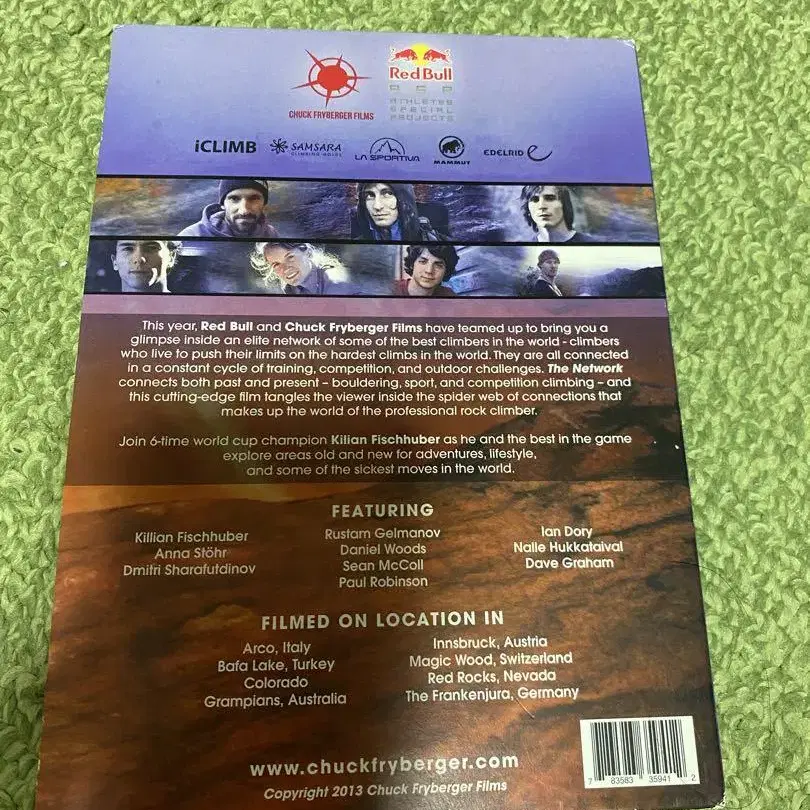 CHUCK FRYBERGER FILMS
Red Bull
ATHLETES
SPECIAL
PROJECTS
iCLIMB
SAMSARA
CLIMBING HOLDS
LA SPORTIVA
MAMMUT
EDELRID
This year, Red Bull and Chuck Fryberger Films have teamed up to bring you a
glimpse inside an elite network of some of the best climbers in the world - climbers
who live to push their limits on the hardest climbs in the world. They are all connected
in a constant cycle of training, competition, and outdoor challenges. The Network
connects both past and present – bouldering, sport, and competition climbing – and
this cutting-edge film tangles the viewer inside the spider web of connections that
makes up the world of the professional rock climber.
Join 6-time world cup champion Kilian Fischhuber as he and the best in the game
explore areas old and new for adventures, lifestyle,
and some of the sickest moves in the world.
FEATURING
Killian Fischhuber
Anna Stöhr
Dmitri Sharafutdinov
Rustam Gelmanov
Daniel Woods
Sean McColl
Paul Robinson
Ian Dory
Nalle Hukkataival
Dave Graham
FILMED ON LOCATION IN
Arco, Italy
Bafa Lake, Turkey
Colorado
Grampians, Australia
Innsbruck, Austria
Magic Wood, Switzerland
Red Rocks, Nevada
The Frankenjura, Germany
www.chuckfryberger.com
Copyright 2013 Chuck Fryberger Films
7 83583 35941 2